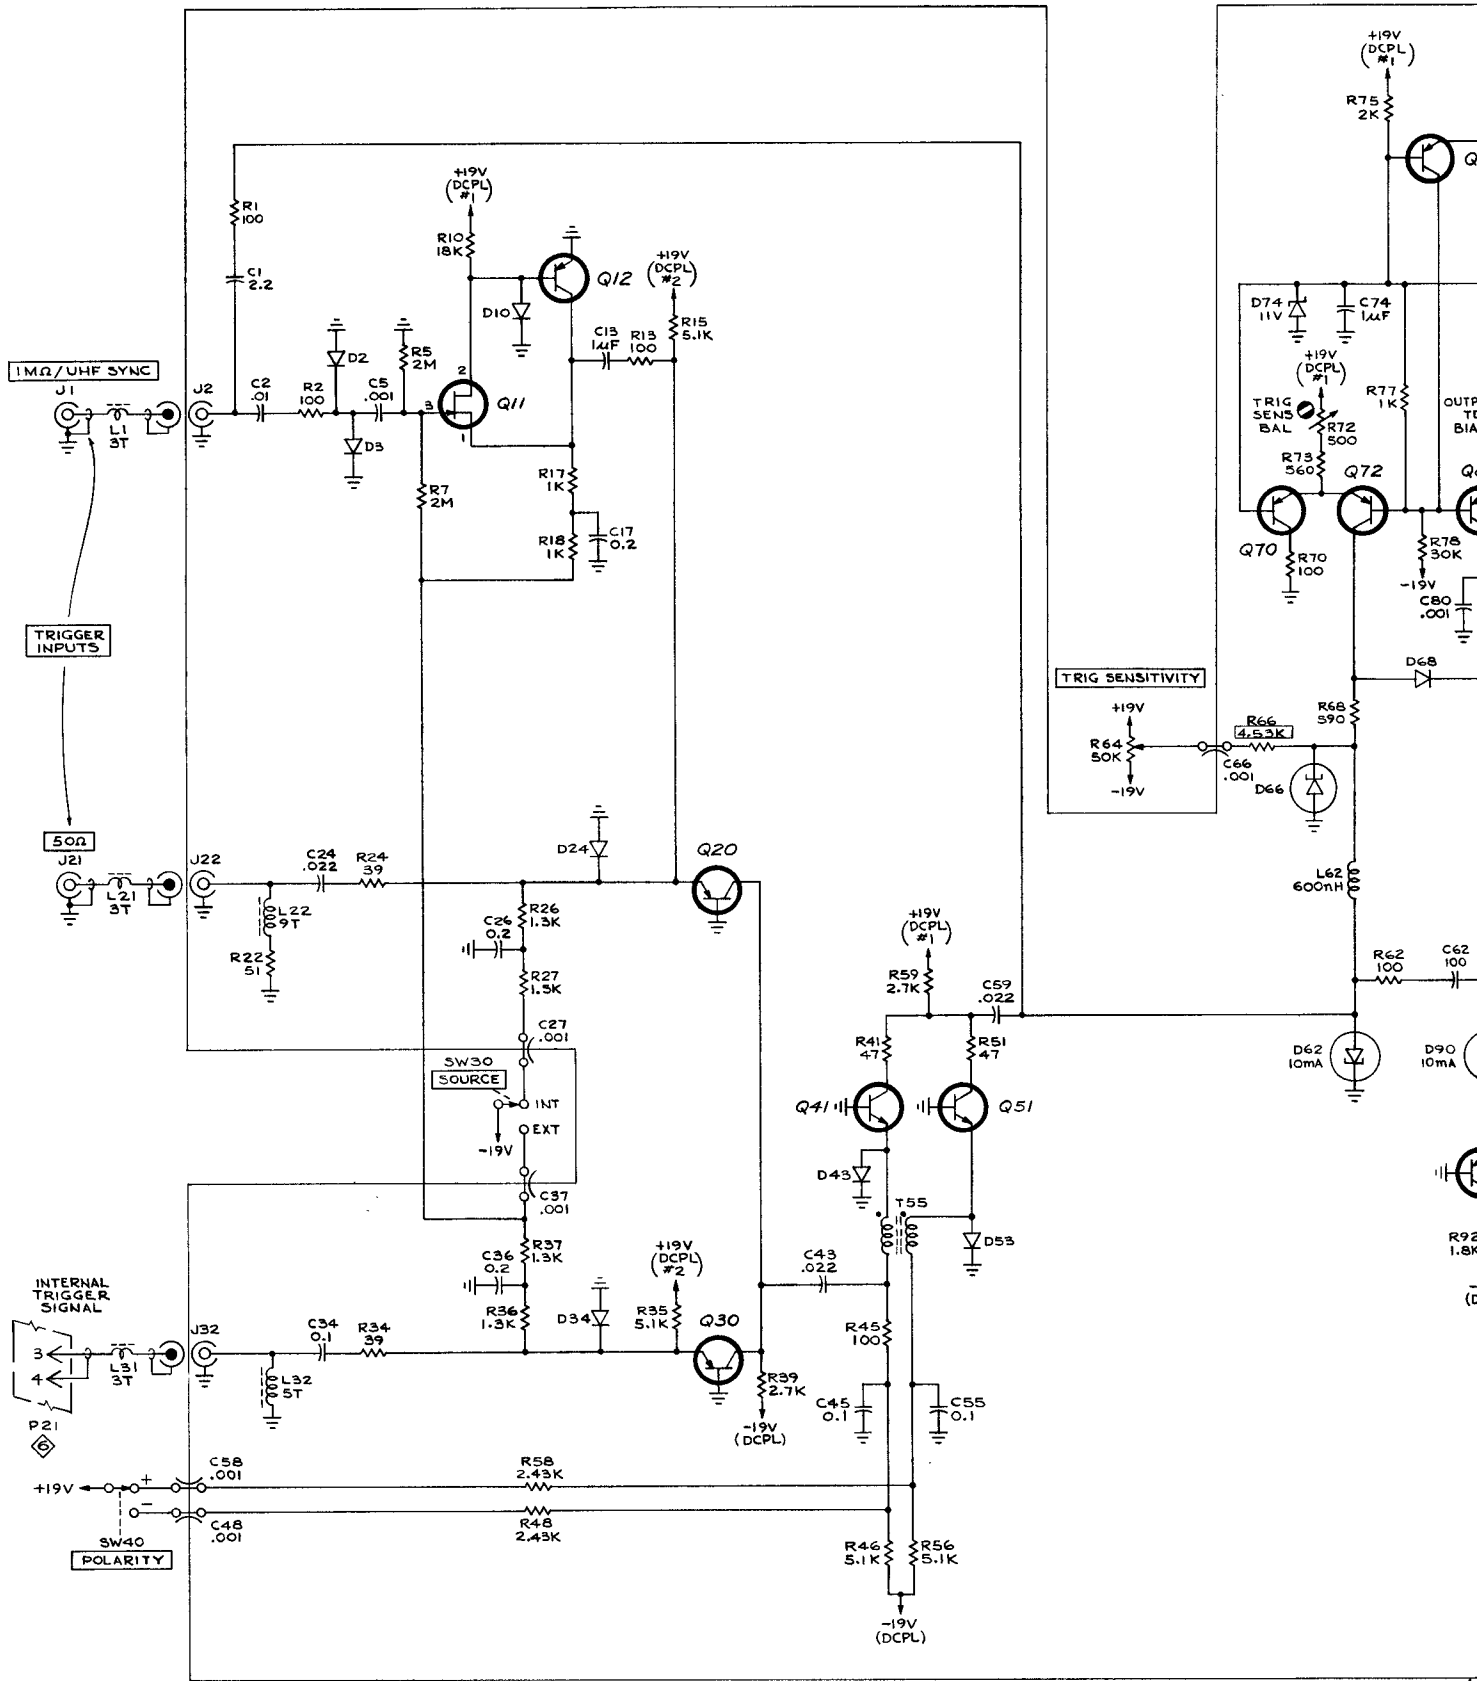 +19V
(DCPL
#1)
R75
2K
Q
R1
100
C1
2.2
+19V
(DCPL
#1)
R10
18K
Q12
D10
+19V
(DCPL
#2)
R15
5.1K
C13
1µF
R13
100
1MΩ/UHF SYNC
J1
L1
3T
J2
C2
.01
R2
100
D2
D3
C5
.001
R5
2M
2
3
1
Q11
R7
2M
R17
1K
R18
1K
C17
0.2
D74
11V
C74
1µF
+19V
(DCPL
#1)
TRIG
SENS
BAL
R72
500
R73
560
R77
1K
OUTP
TD
BIA
Q72
Q70
R70
100
R78
30K
-19V
C80
.001
TRIGGER
INPUTS
D68
TRIG SENSITIVITY
+19V
R64
50K
-19V
R66
4.53K
C66
.001
R68
590
D66
L62
600nH
50Ω
J21
L21
3T
J22
C24
.022
R24
39
L22
9T
R22
51
D24
Q20
R26
1.3K
C26
0.2
R27
1.3K
C27
.001
+19V
(DCPL
#1)
R59
2.7K
C59
.022
R62
100
C62
100
R41
47
R51
47
D62
10mA
D90
10mA
SW30
SOURCE
INT
EXT
-19V
Q41
Q51
C37
.001
D43
T55
D53
R37
1.3K
C36
0.2
R36
1.3K
+19V
(DCPL
#2)
C43
.022
R92
1.8K
(D
INTERNAL
TRIGGER
SIGNAL
3
4
P21
6
L31
3T
J32
C34
0.1
R34
39
L32
5T
D34
R35
5.1K
Q30
R39
2.7K
-19V
(DCPL)
R45
100
C45
0.1
C55
0.1
+19V
+
-
C58
.001
R58
2.43K
C48
.001
R48
2.43K
SW40
POLARITY
R46
5.1K
R56
5.1K
-19V
(DCPL)